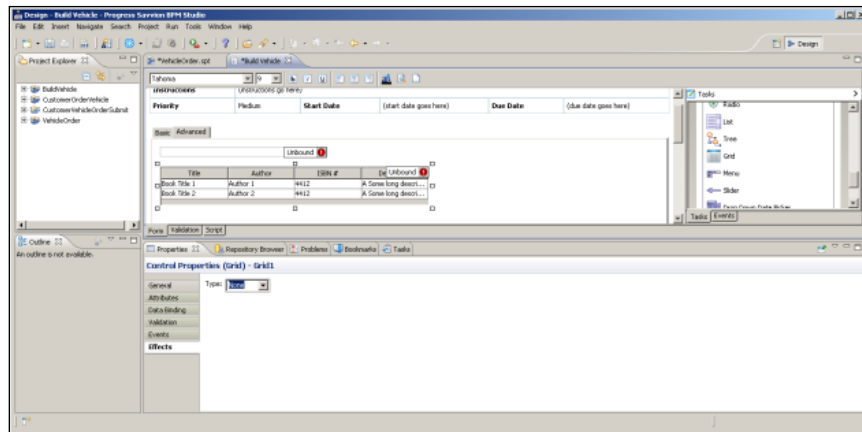 Design - Build Vehicle - Progress Savvion BPM Studio
File Edit Insert Navigate Search Project Run Tools Window Help
Design
Project Explorer
*VehicleOrder.spt
*Build Vehicle
BuildVehicle
CustomerOrderVehicle
CustomerVehicleOrderSubmit
VehicleOrder
Tahoma 9
Instructions (instructions go here)
Priority Medium Start Date (start date goes here) Due Date (due date goes here)
Basic Advanced
Unbound
Title Author ISBN # De Unbound
Book Title 1 Author 1 4412 A Some long descri...
Book Title 2 Author 2 4412 A Some long descri...
Form Validation Script
Tasks
Radio
List
Tree
Grid
Menu
Slider
Drop Down Date Picker
Tasks Events
Outline
An outline is not available.
Properties Repository Browser Problems Bookmarks Tasks
Control Properties (Grid) - Grid1
General
Attributes
Data Binding
Validation
Events
Effects
Type: None